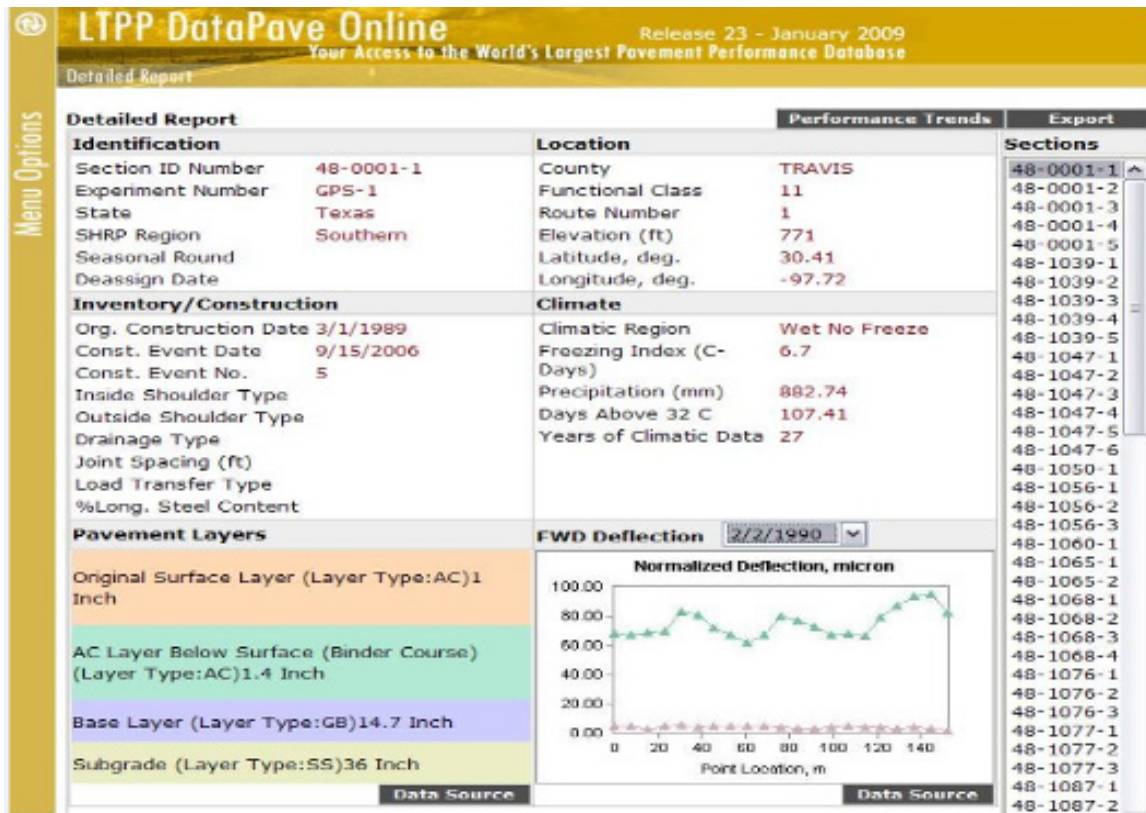 LTPP DataPave Online
Release 23 - January 2009
Your Access to the World's Largest Pavement Performance Database
Detailed Report
Menu Options
Detailed Report
Performance Trends
Export
Identification
Section ID Number 48-0001-1
Experiment Number GPS-1
State Texas
SHRP Region Southern
Seasonal Round
Deassign Date
Location
County TRAVIS
Functional Class 11
Route Number 1
Elevation (ft) 771
Latitude, deg. 30.41
Longitude, deg. -97.72
Inventory/Construction
Org. Construction Date 3/1/1989
Const. Event Date 9/15/2006
Const. Event No. 5
Inside Shoulder Type
Outside Shoulder Type
Drainage Type
Joint Spacing (ft)
Load Transfer Type
%Long. Steel Content
Climate
Climatic Region Wet No Freeze
Freezing Index (C-
Days) 6.7
Precipitation (mm) 882.74
Days Above 32 C 107.41
Years of Climatic Data 27
Pavement Layers
Original Surface Layer (Layer Type:AC)1
Inch
AC Layer Below Surface (Binder Course)
(Layer Type:AC)1.4 Inch
Base Layer (Layer Type:GB)14.7 Inch
Subgrade (Layer Type:SS)36 Inch
Data Source
FWD Deflection 2/2/1990
Normalized Deflection, micron
100.00
80.00
60.00
40.00
20.00
0.00
0 20 40 60 80 100 120 140
Point Location, m
Data Source
Sections
48-0001-1
48-0001-2
48-0001-3
48-0001-4
48-0001-5
48-1039-1
48-1039-2
48-1039-3
48-1039-4
48-1039-5
48-1047-1
48-1047-2
48-1047-3
48-1047-4
48-1047-5
48-1047-6
48-1050-1
48-1056-1
48-1056-2
48-1056-3
48-1060-1
48-1065-1
48-1065-2
48-1068-1
48-1068-2
48-1068-3
48-1068-4
48-1076-1
48-1076-2
48-1076-3
48-1077-1
48-1077-2
48-1077-3
48-1087-1
48-1087-2